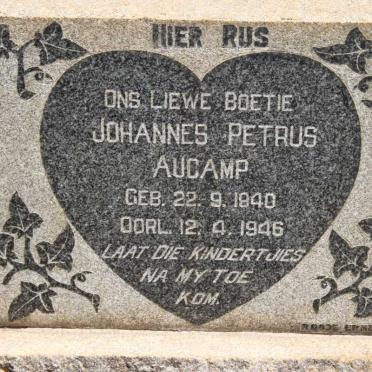 HIER RUS
ONS LIEWE BOETIE
JOHANNES PETRUS
AUCAMP
GEB. 22. 9. 1940
OORL. 12. 4. 1946
LAAT DIE KINDERTJIES
NA MY TOE
KOM.